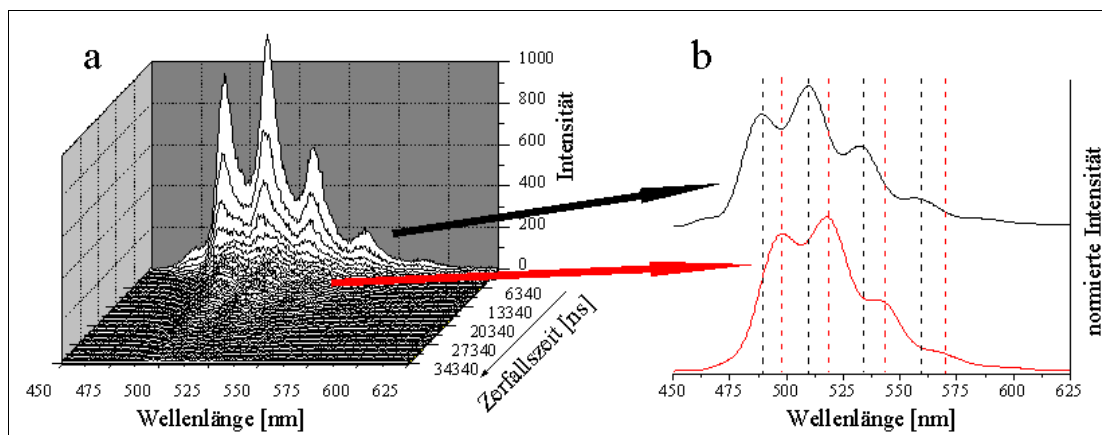 a
1000
800
600
400
200
0
Intensität
6340
13340
20340
27340
34340
Zerfallszeit [ns]
450 475 500 525 550 575 600 625
Wellenlänge [nm]
b
normierte Intensität
450 475 500 525 550 575 600 625
Wellenlänge [nm]